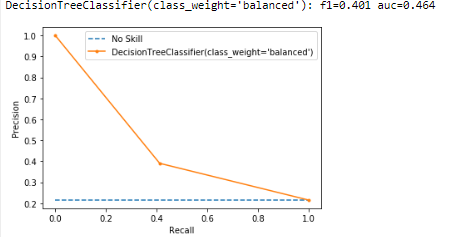 DecisionTreeClassifier(class_weight='balanced'): f1=0.401 auc=0.464
No Skill
DecisionTreeClassifier(class_weight='balanced')
1.0
0.9
0.8
0.7
0.6
0.5
0.4
0.3
0.2
Precision
0.0 0.2 0.4 0.6 0.8 1.0
Recall